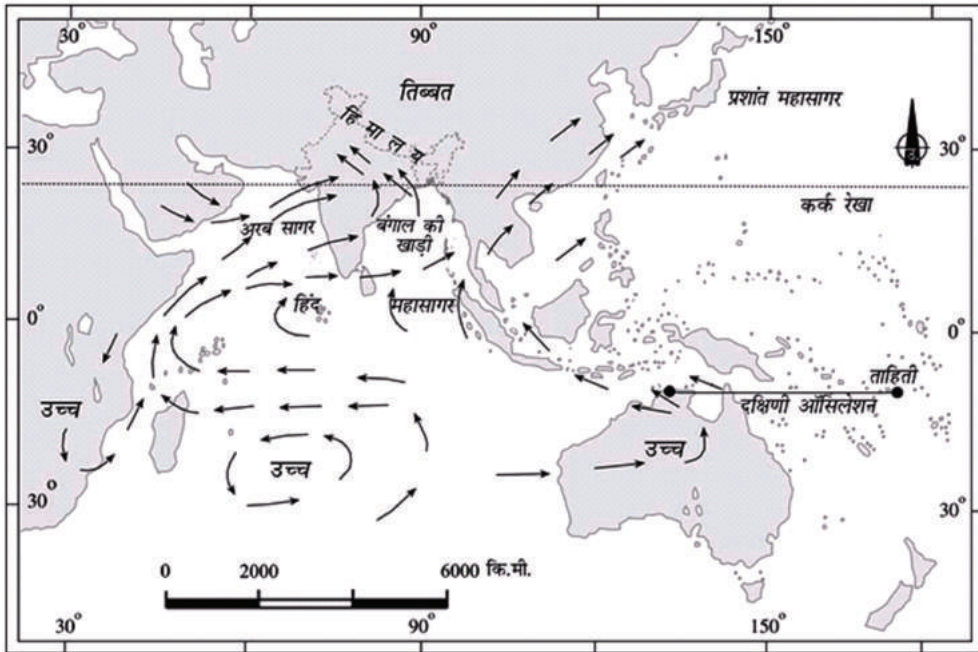 30°
90°
150°
तिब्बत
प्रशांत महासागर
हिमालय
30°
30°
कर्क रेखा
अरब सागर
बंगाल की
खाड़ी
हिंद
महासागर
0°
0°
ताहिती
दक्षिणी ऑसिलेशन
उच्च
उच्च
उच्च
30°
30°
0
2000
6000 कि.मी.
30°
90°
150°